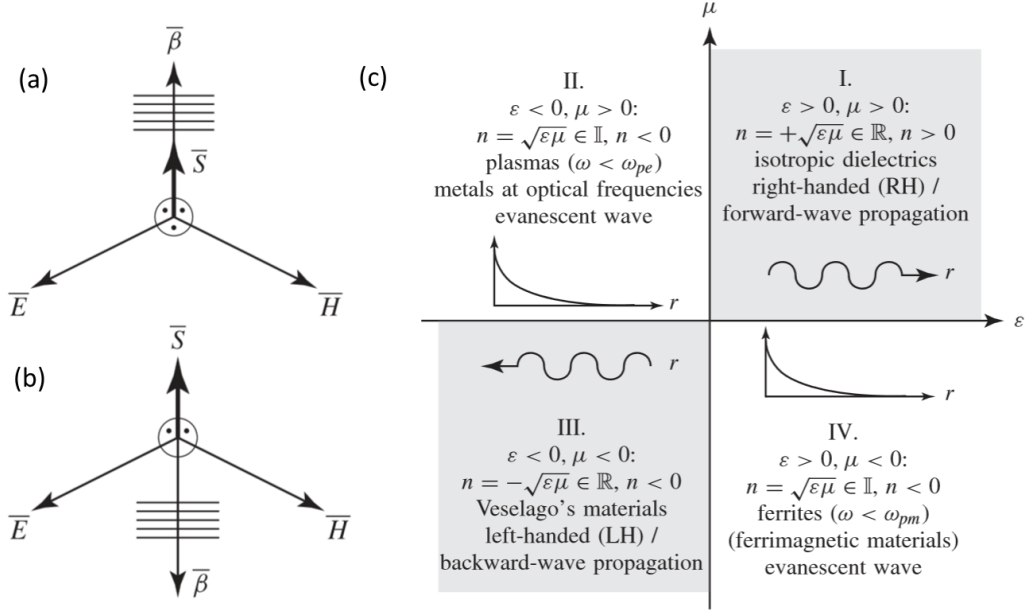 (a)
β̅
S̅
E̅
H̅
(b)
S̅
E̅
H̅
β̅
(c)
μ
ε
II.
ε < 0, μ > 0:
n = √εμ ∈ 𝕀, n < 0
plasmas (ω < ωpe)
metals at optical frequencies
evanescent wave
r
I.
ε > 0, μ > 0:
n = +√εμ ∈ ℝ, n > 0
isotropic dielectrics
right-handed (RH) /
forward-wave propagation
r
r
III.
ε < 0, μ < 0:
n = −√εμ ∈ ℝ, n < 0
Veselago's materials
left-handed (LH) /
backward-wave propagation
r
IV.
ε > 0, μ < 0:
n = √εμ ∈ 𝕀, n < 0
ferrites (ω < ωpm)
(ferrimagnetic materials)
evanescent wave